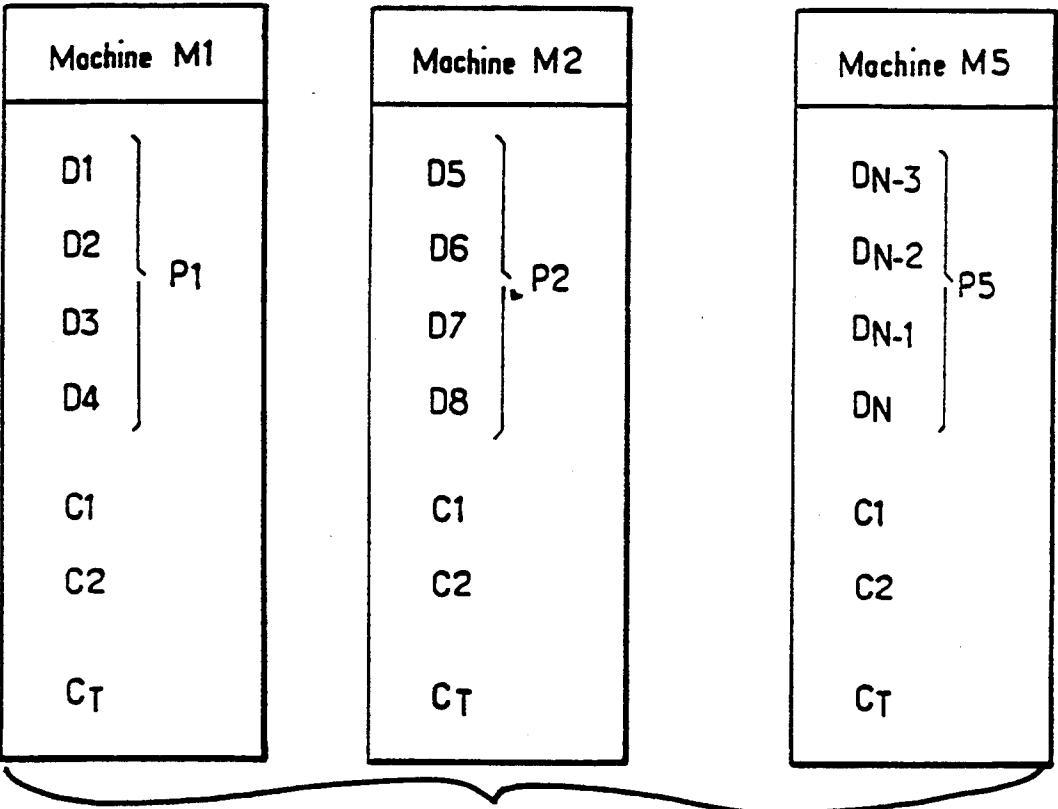 Machine M1
D1
D2
P1
D3
D4
C1
C2
CT
Machine M2
D5
D6
P2
D7
D8
C1
C2
CT
Machine M5
DN-3
DN-2
P5
DN-1
DN
C1
C2
CT